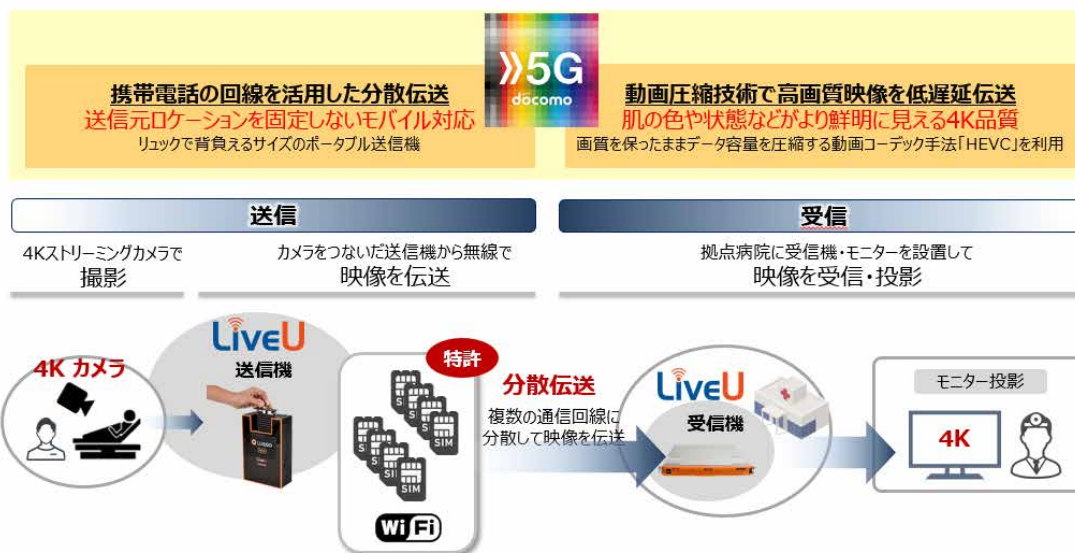 5G
docomo
携帯電話の回線を活用した分散伝送
送信元ロケーションを固定しないモバイル対応
リュックで背負えるサイズのポータブル送信機
動画圧縮技術で高画質映像を低遅延伝送
肌の色や状態などがより鮮明に見える4K品質
画質を保ったままデータ容量を圧縮する動画コーデック手法「HEVC」を利用
送信
4Kストリーミングカメラで
撮影
カメラをつないだ送信機から無線で
映像を伝送
受信
拠点病院に受信機・モニターを設置して
映像を受信・投影
4K カメラ
LiveU
送信機
特許
SIM
SIM
SIM
Wi Fi
分散伝送
複数の通信回線に
分散して映像を伝送
LiveU
受信機
モニター投影
4K